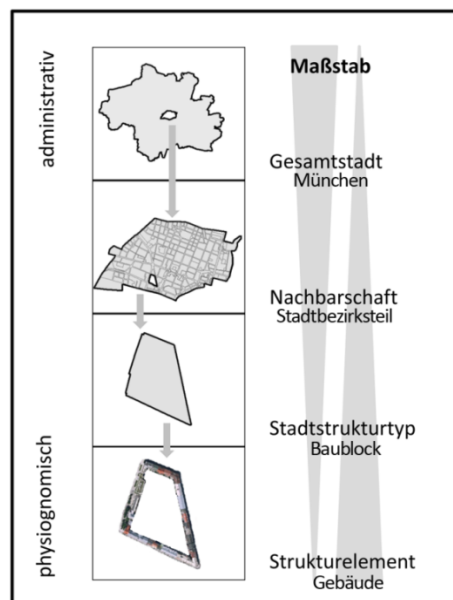 administrativ
Maßstab
Gesamtstadt
München
Nachbarschaft
Stadtbezirksteil
Stadtstrukturtyp
Baublock
physiognomisch
Strukturelement
Gebäude